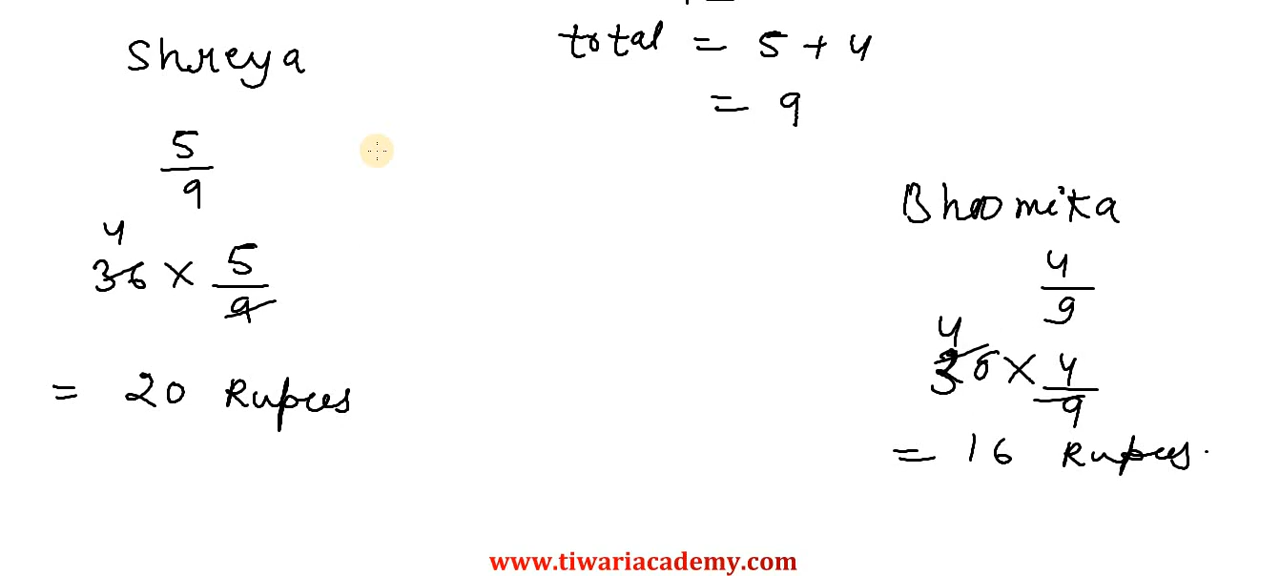 Shreya
5/9
4
36 × 5/9
= 20 Rupees
total = 5 + 4
= 9
Bhoomika
4/9
4
36 × 4/9
= 16 Rupees.
www.tiwariacademy.com